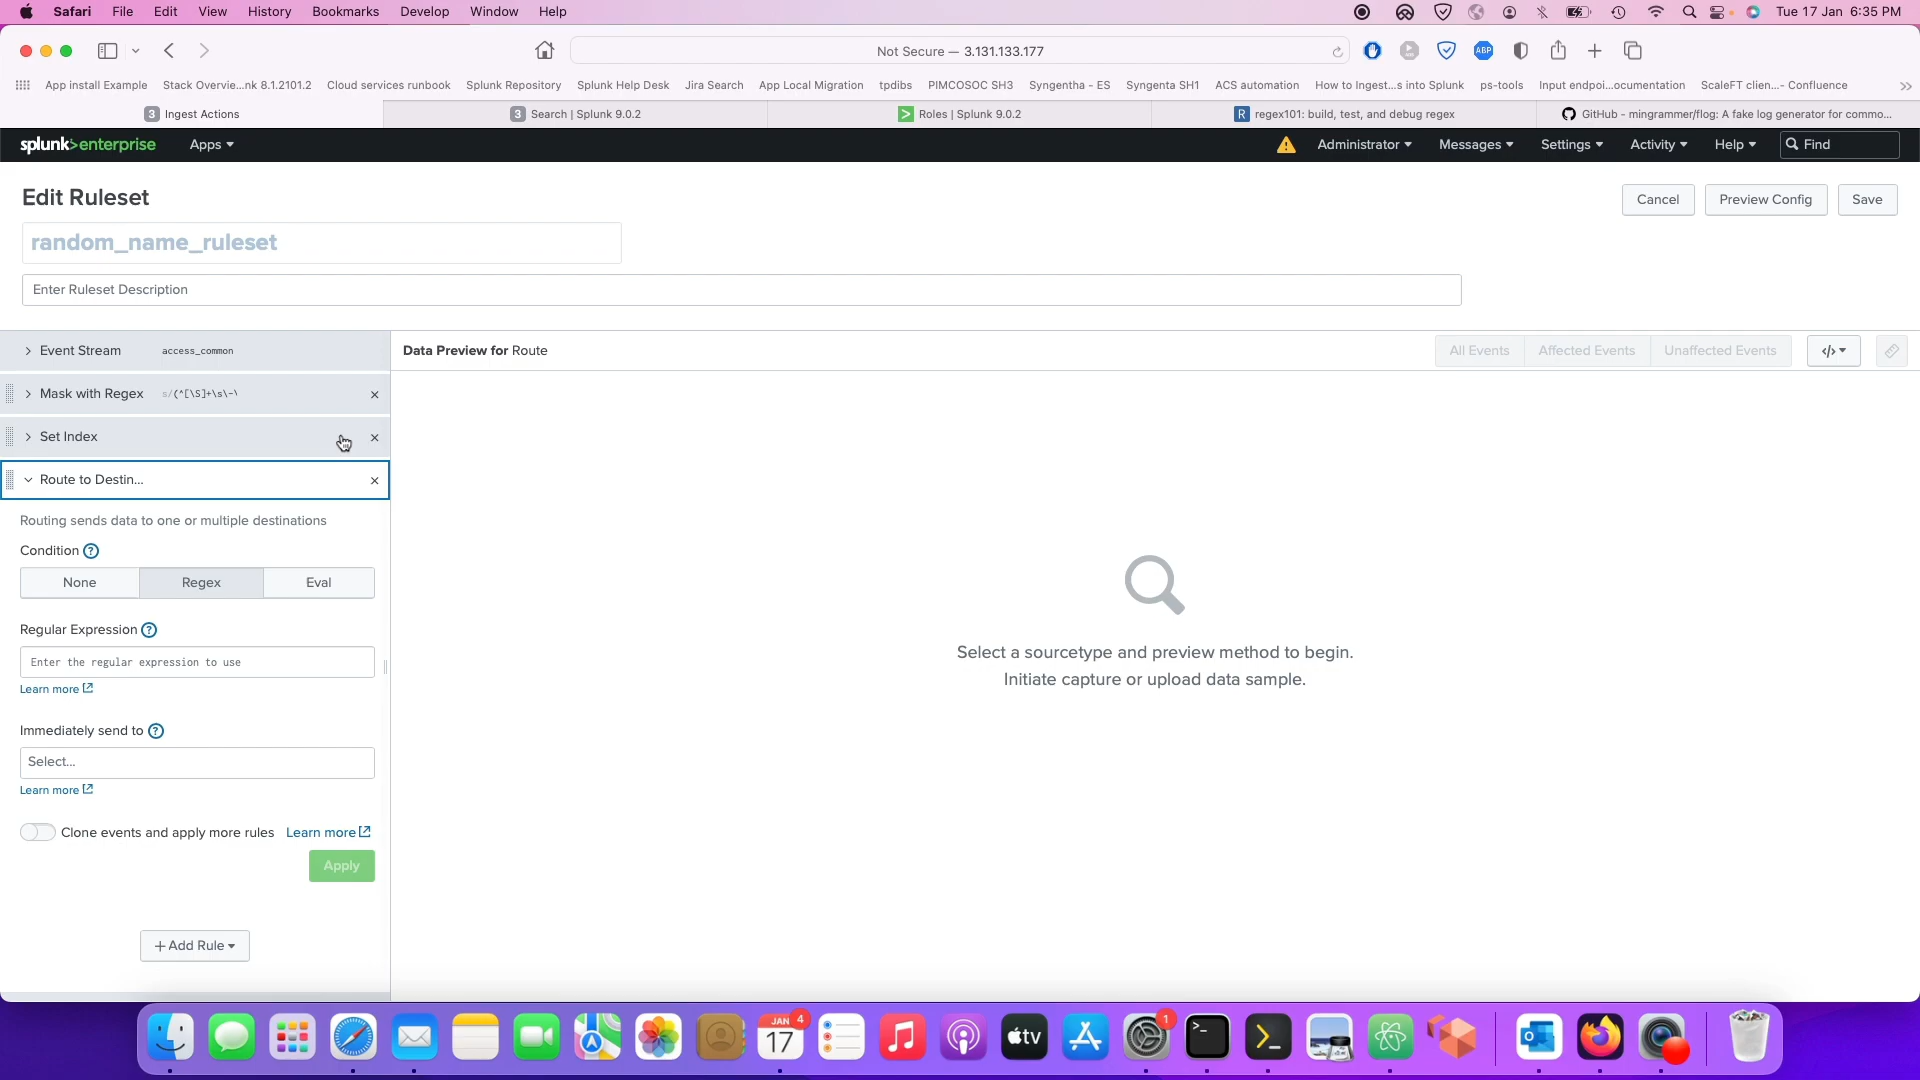 Safari File Edit View History Bookmarks Develop Window Help Tue 17 Jan 6:35 PM
Not Secure — 3.131.133.177 ABP
App install Example Stack Overvie...nk 8.1.2101.2 Cloud services runbook Splunk Repository Splunk Help Desk Jira Search App Local Migration tpdibs PIMCOSOC SH3 Syngentha - ES Syngenta SH1 ACS automation How to Ingest...s into Splunk ps-tools Input endpoi...ocumentation ScaleFT clien...- Confluence
3 Ingest Actions 3 Search | Splunk 9.0.2 Roles | Splunk 9.0.2 R regex101: build, test, and debug regex GitHub - mingrammer/flog: A fake log generator for commo...
splunk>enterprise Apps Administrator Messages Settings Activity Help Find
Edit Ruleset Cancel Preview Config Save
random_name_ruleset
Enter Ruleset Description
Event Stream access_common Data Preview for Route All Events Affected Events Unaffected Events </>
Mask with Regex s/(^[\S]+\s\-\
Set Index
Route to Destin...
Routing sends data to one or multiple destinations
Condition ?
None Regex Eval
Regular Expression ?
Enter the regular expression to use
Learn more
Select a sourcetype and preview method to begin.
Initiate capture or upload data sample.
Immediately send to ?
Select...
Learn more
Clone events and apply more rules Learn more
Apply
+ Add Rule
JAN 17 4
tv
1